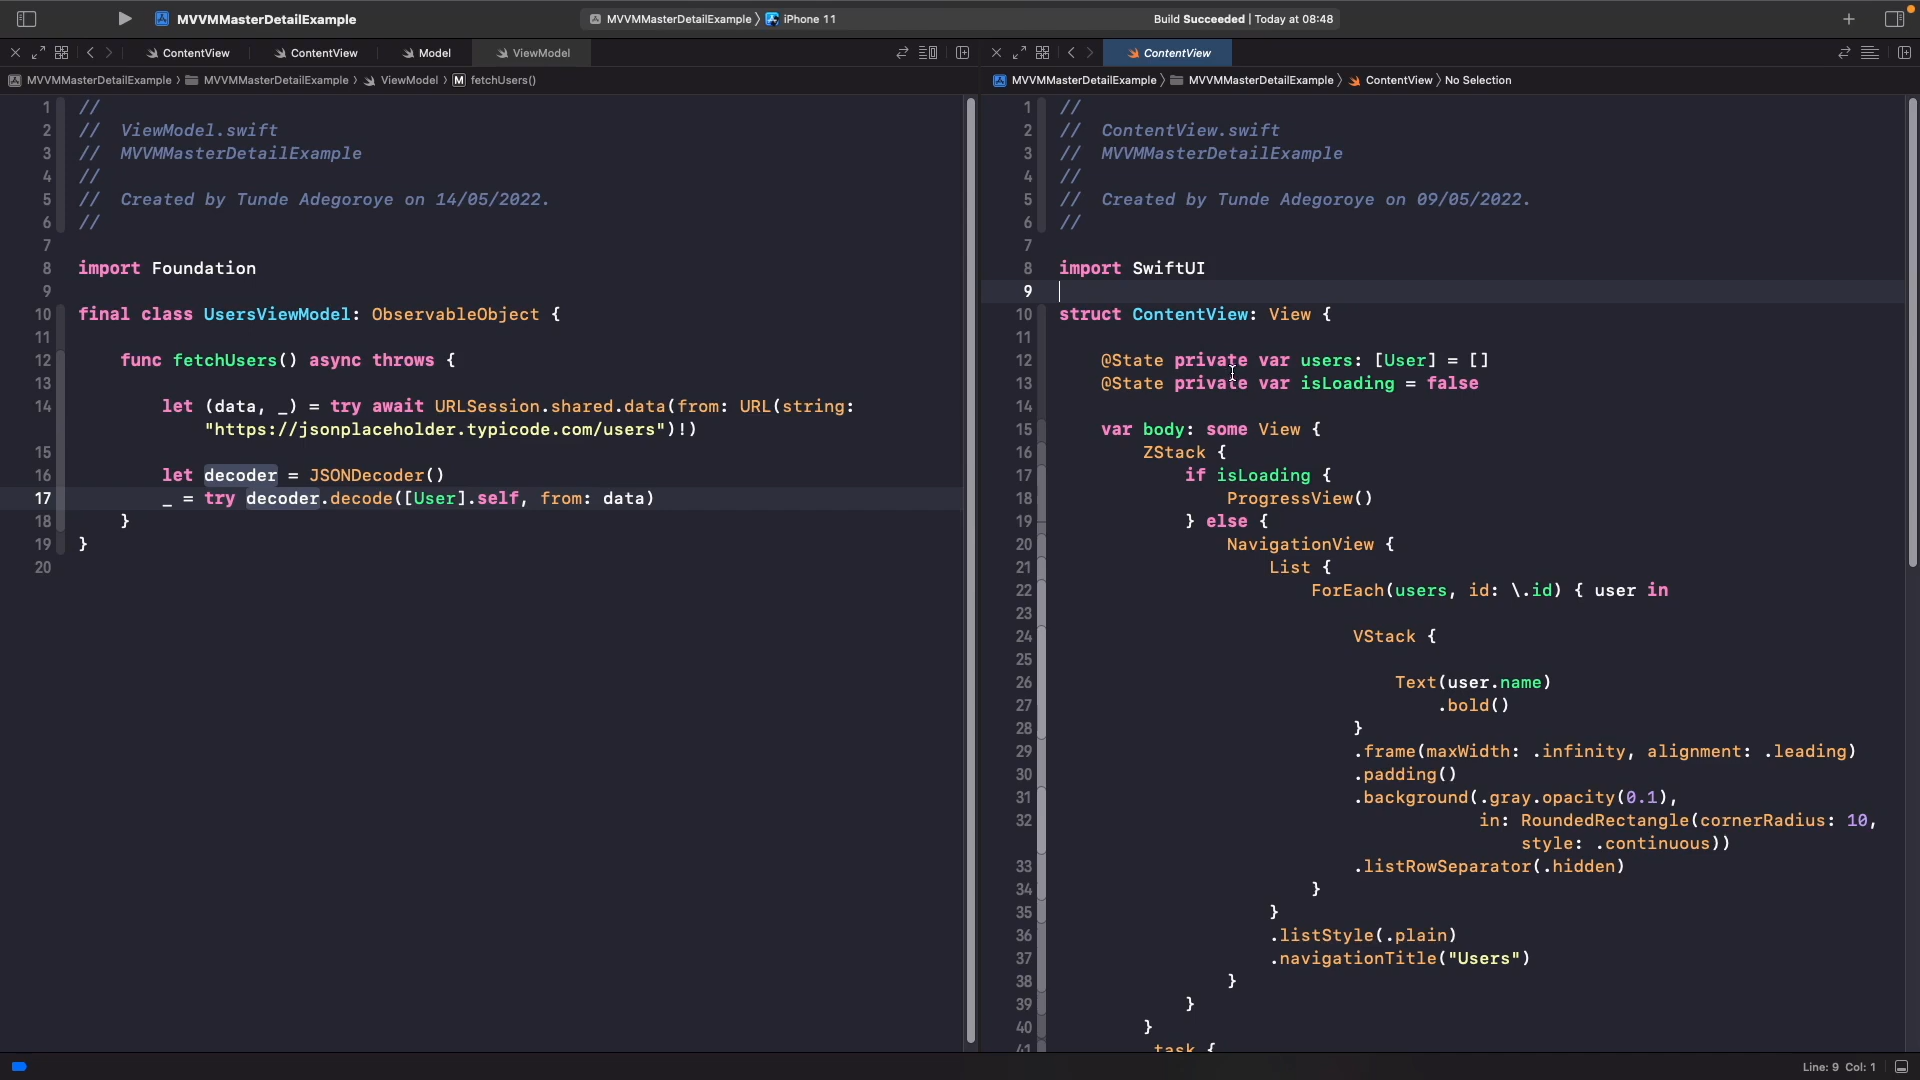 MVVMMasterDetailExample
MVVMMasterDetailExample 〉 iPhone 11
Build Succeeded | Today at 08:48
ContentView
ContentView
Model
ViewModel
MVVMMasterDetailExample 〉 MVVMMasterDetailExample 〉 ViewModel 〉 M fetchUsers()
1 //
2 //  ViewModel.swift
3 //  MVVMMasterDetailExample
4 //
5 //  Created by Tunde Adegoroye on 14/05/2022.
6 //
7
8 import Foundation
9
10 final class UsersViewModel: ObservableObject {
11
12     func fetchUsers() async throws {
13
14         let (data, _) = try await URLSession.shared.data(from: URL(string:
            "https://jsonplaceholder.typicode.com/users")!)
15
16         let decoder = JSONDecoder()
17         _ = try decoder.decode([User].self, from: data)
18     }
19 }
20
ContentView
MVVMMasterDetailExample 〉 MVVMMasterDetailExample 〉 ContentView 〉 No Selection
1 //
2 //  ContentView.swift
3 //  MVVMMasterDetailExample
4 //
5 //  Created by Tunde Adegoroye on 09/05/2022.
6 //
7
8 import SwiftUI
9
10 struct ContentView: View {
11
12     @State private var users: [User] = []
13     @State private var isLoading = false
14
15     var body: some View {
16         ZStack {
17             if isLoading {
18                 ProgressView()
19             } else {
20                 NavigationView {
21                     List {
22                         ForEach(users, id: \.id) { user in
23
24                             VStack {
25
26                                 Text(user.name)
27                                     .bold()
28                             }
29                             .frame(maxWidth: .infinity, alignment: .leading)
30                             .padding()
31                             .background(.gray.opacity(0.1),
32                                         in: RoundedRectangle(cornerRadius: 10,
                                            style: .continuous))
33                             .listRowSeparator(.hidden)
34                         }
35                     }
36                     .listStyle(.plain)
37                     .navigationTitle("Users")
38                 }
39             }
40         }
41         .task {
Line: 9 Col: 1